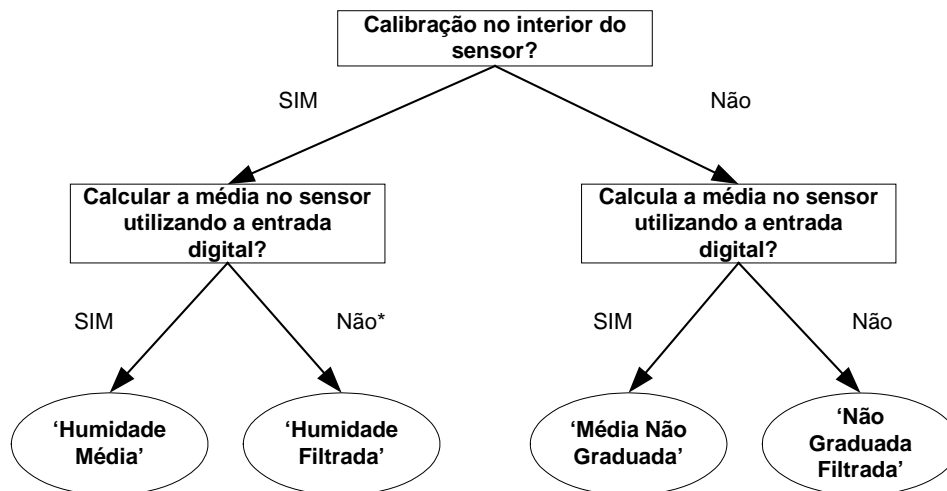 Calibração no interior do
sensor?
SIM
Não
Calcular a média no sensor
utilizando a entrada
digital?
Calcula a média no sensor
utilizando a entrada
digital?
SIM
Não*
SIM
Não
‘Humidade
Média’
‘Humidade
Filtrada’
‘Média Não
Graduada’
‘Não
Graduada
Filtrada’